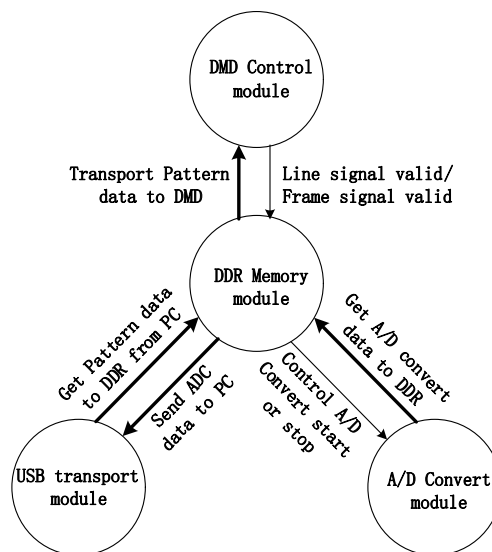 DMD Control
module
Transport Pattern
data to DMD
Line signal valid/
Frame signal valid
DDR Memory
module
Get Pattern data
to DDR from PC
Send ADC
data to PC
Control A/D
Convert start
or stop
Get A/D convert
data to DDR
USB transport
module
A/D Convert
module